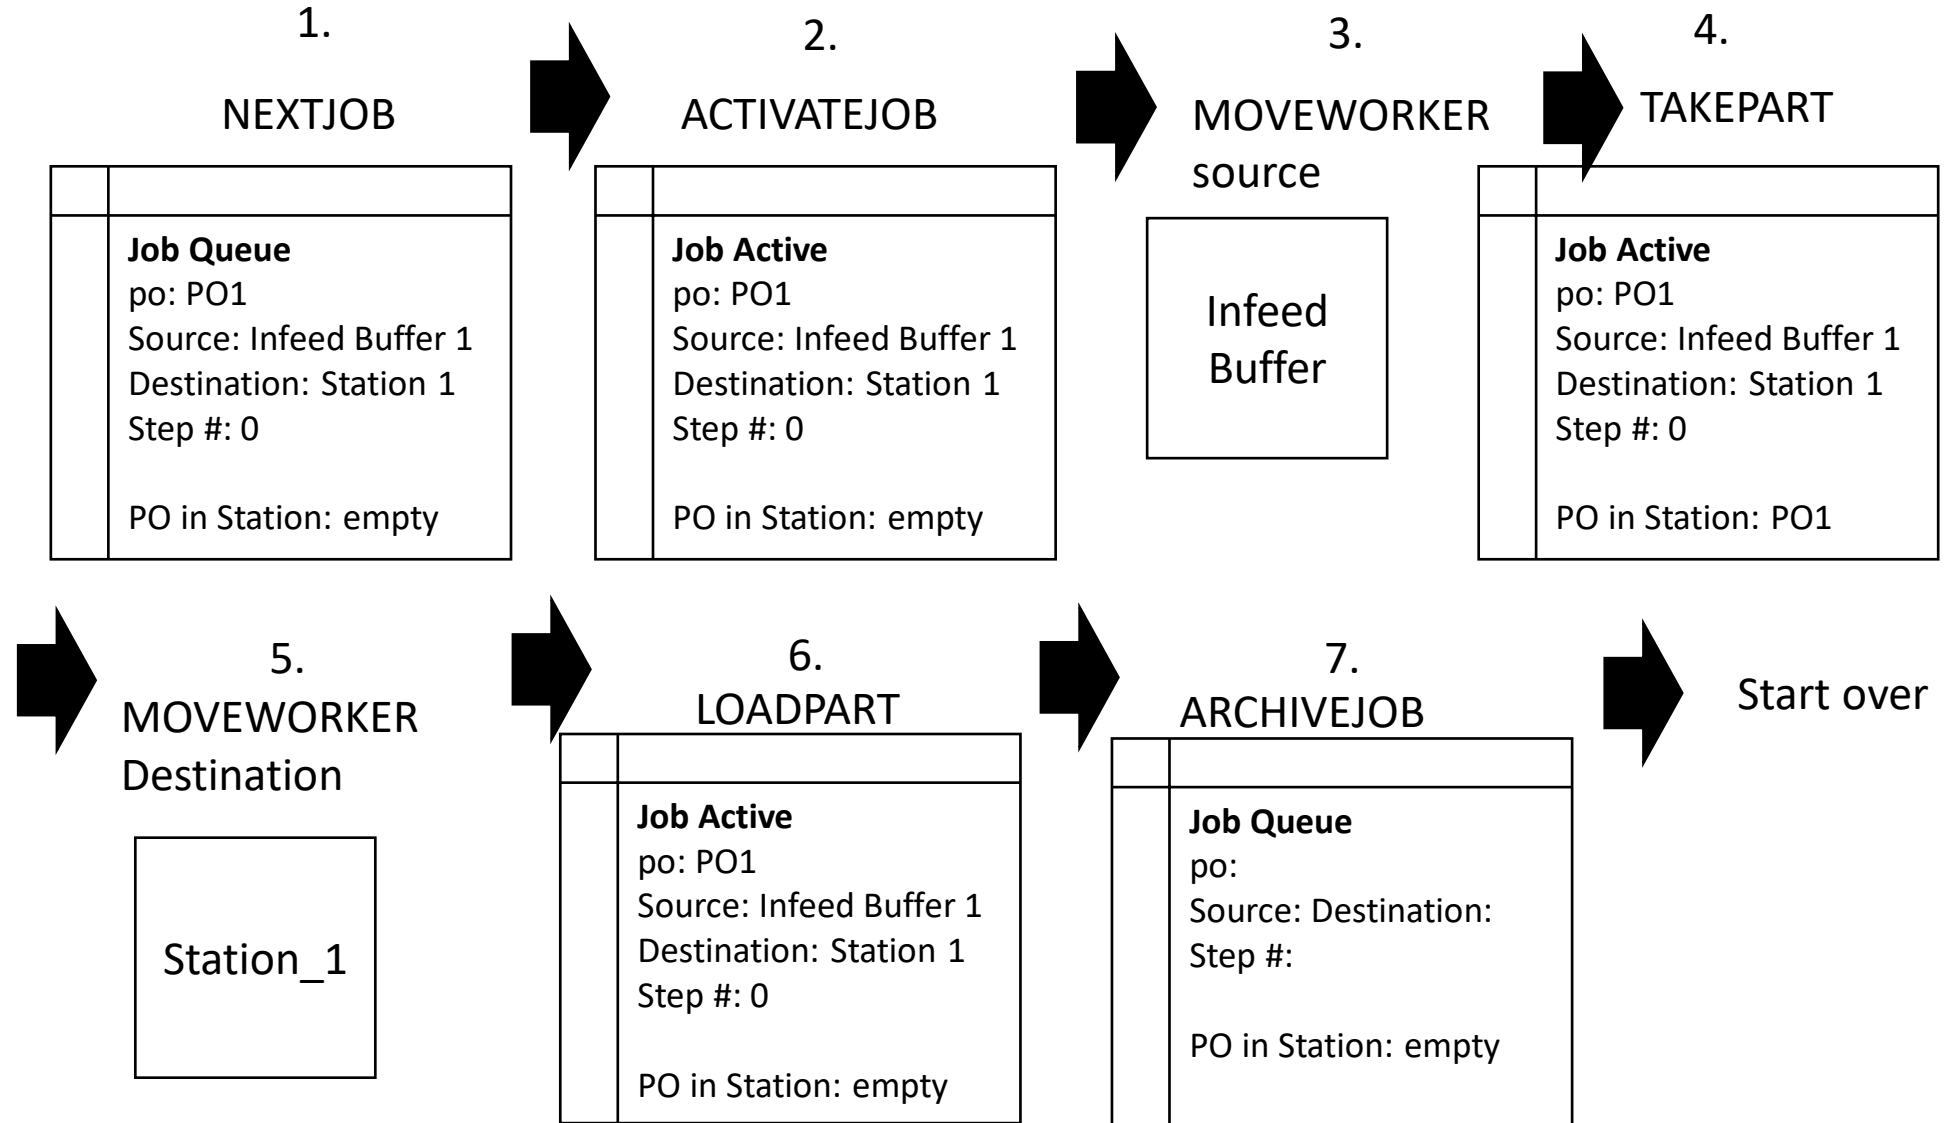 1.
NEXTJOB
Job Queue
po: PO1
Source: Infeed Buffer 1
Destination: Station 1
Step #: 0
PO in Station: empty
2.
ACTIVATEJOB
Job Active
po: PO1
Source: Infeed Buffer 1
Destination: Station 1
Step #: 0
PO in Station: empty
3.
MOVEWORKER
source
Infeed
Buffer
4.
TAKEPART
Job Active
po: PO1
Source: Infeed Buffer 1
Destination: Station 1
Step #: 0
PO in Station: PO1
5.
MOVEWORKER
Destination
Station_1
6.
LOADPART
Job Active
po: PO1
Source: Infeed Buffer 1
Destination: Station 1
Step #: 0
PO in Station: empty
7.
ARCHIVEJOB
Job Queue
po:
Source: Destination:
Step #:
PO in Station: empty
Start over